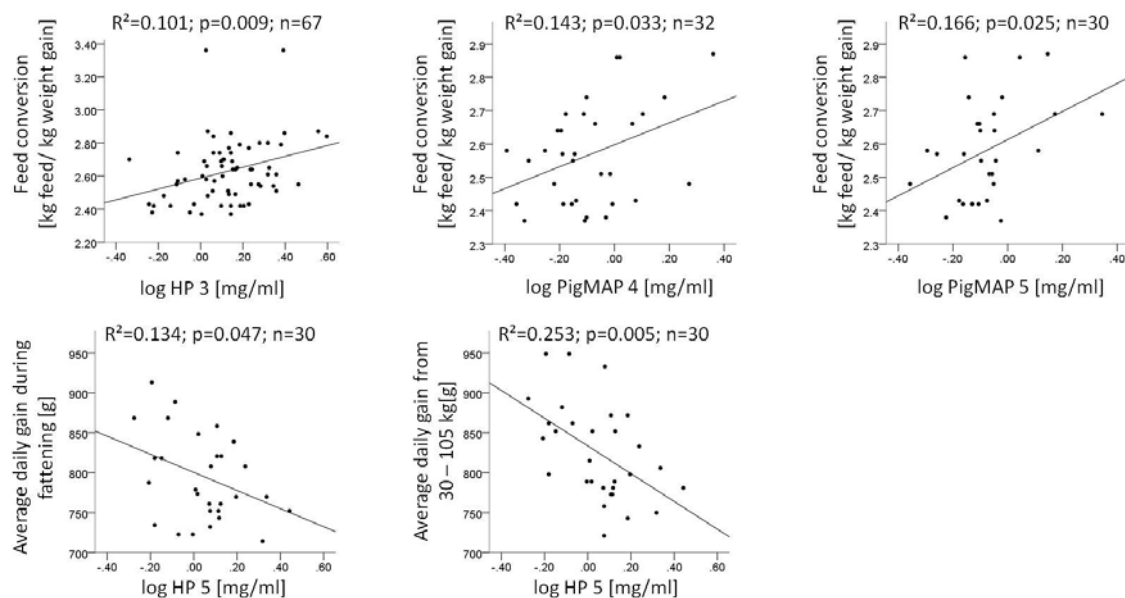 R²=0.101; p=0.009; n=67
R²=0.143; p=0.033; n=32
R²=0.166; p=0.025; n=30
Feed conversion
[kg feed/ kg weight gain]
3.40
3.20
3.00
2.80
2.60
2.40
2.20
-.40 -.20 .00 .20 .40 .60
log HP 3 [mg/ml]
Feed conversion
[kg feed/ kg weight gain]
2.9
2.8
2.7
2.6
2.5
2.4
2.3
-.40 -.20 .00 .20 .40
log PigMAP 4 [mg/ml]
Feed conversion
[kg feed/ kg weight gain]
2.9
2.8
2.7
2.6
2.5
2.4
2.3
-.40 -.20 .00 .20 .40
log PigMAP 5 [mg/ml]
R²=0.134; p=0.047; n=30
R²=0.253; p=0.005; n=30
Average daily gain during
fattening [g]
950
900
850
800
750
700
-.40 -.20 .00 .20 .40 .60
log HP 5 [mg/ml]
Average daily gain from
30 – 105 kg[g]
950
900
850
800
750
700
-.40 -.20 .00 .20 .40 .60
log HP 5 [mg/ml]